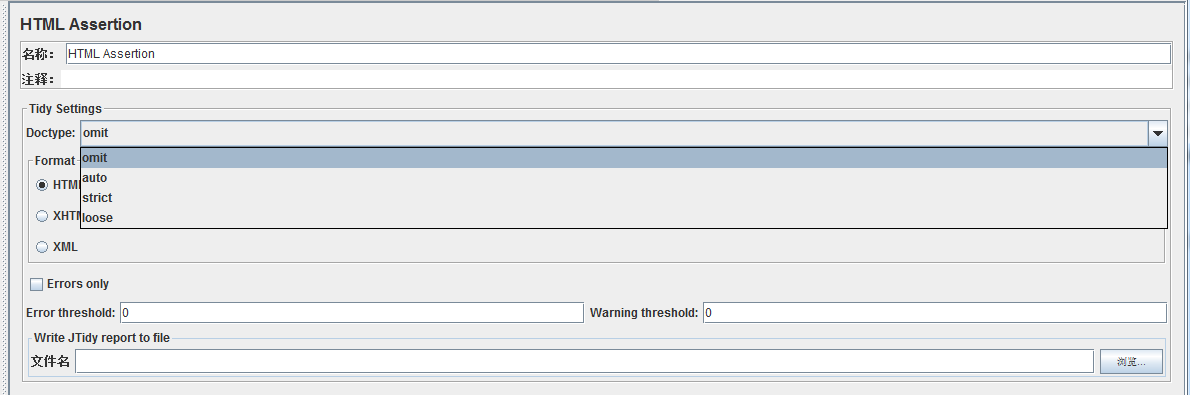 HTML Assertion
名称： HTML Assertion
注释：
Tidy Settings
Doctype: omit
omit
Format
auto
HTM
strict
XHTM
loose
XML
Errors only
Error threshold: 0 Warning threshold: 0
Write JTidy report to file
文件名 浏览...